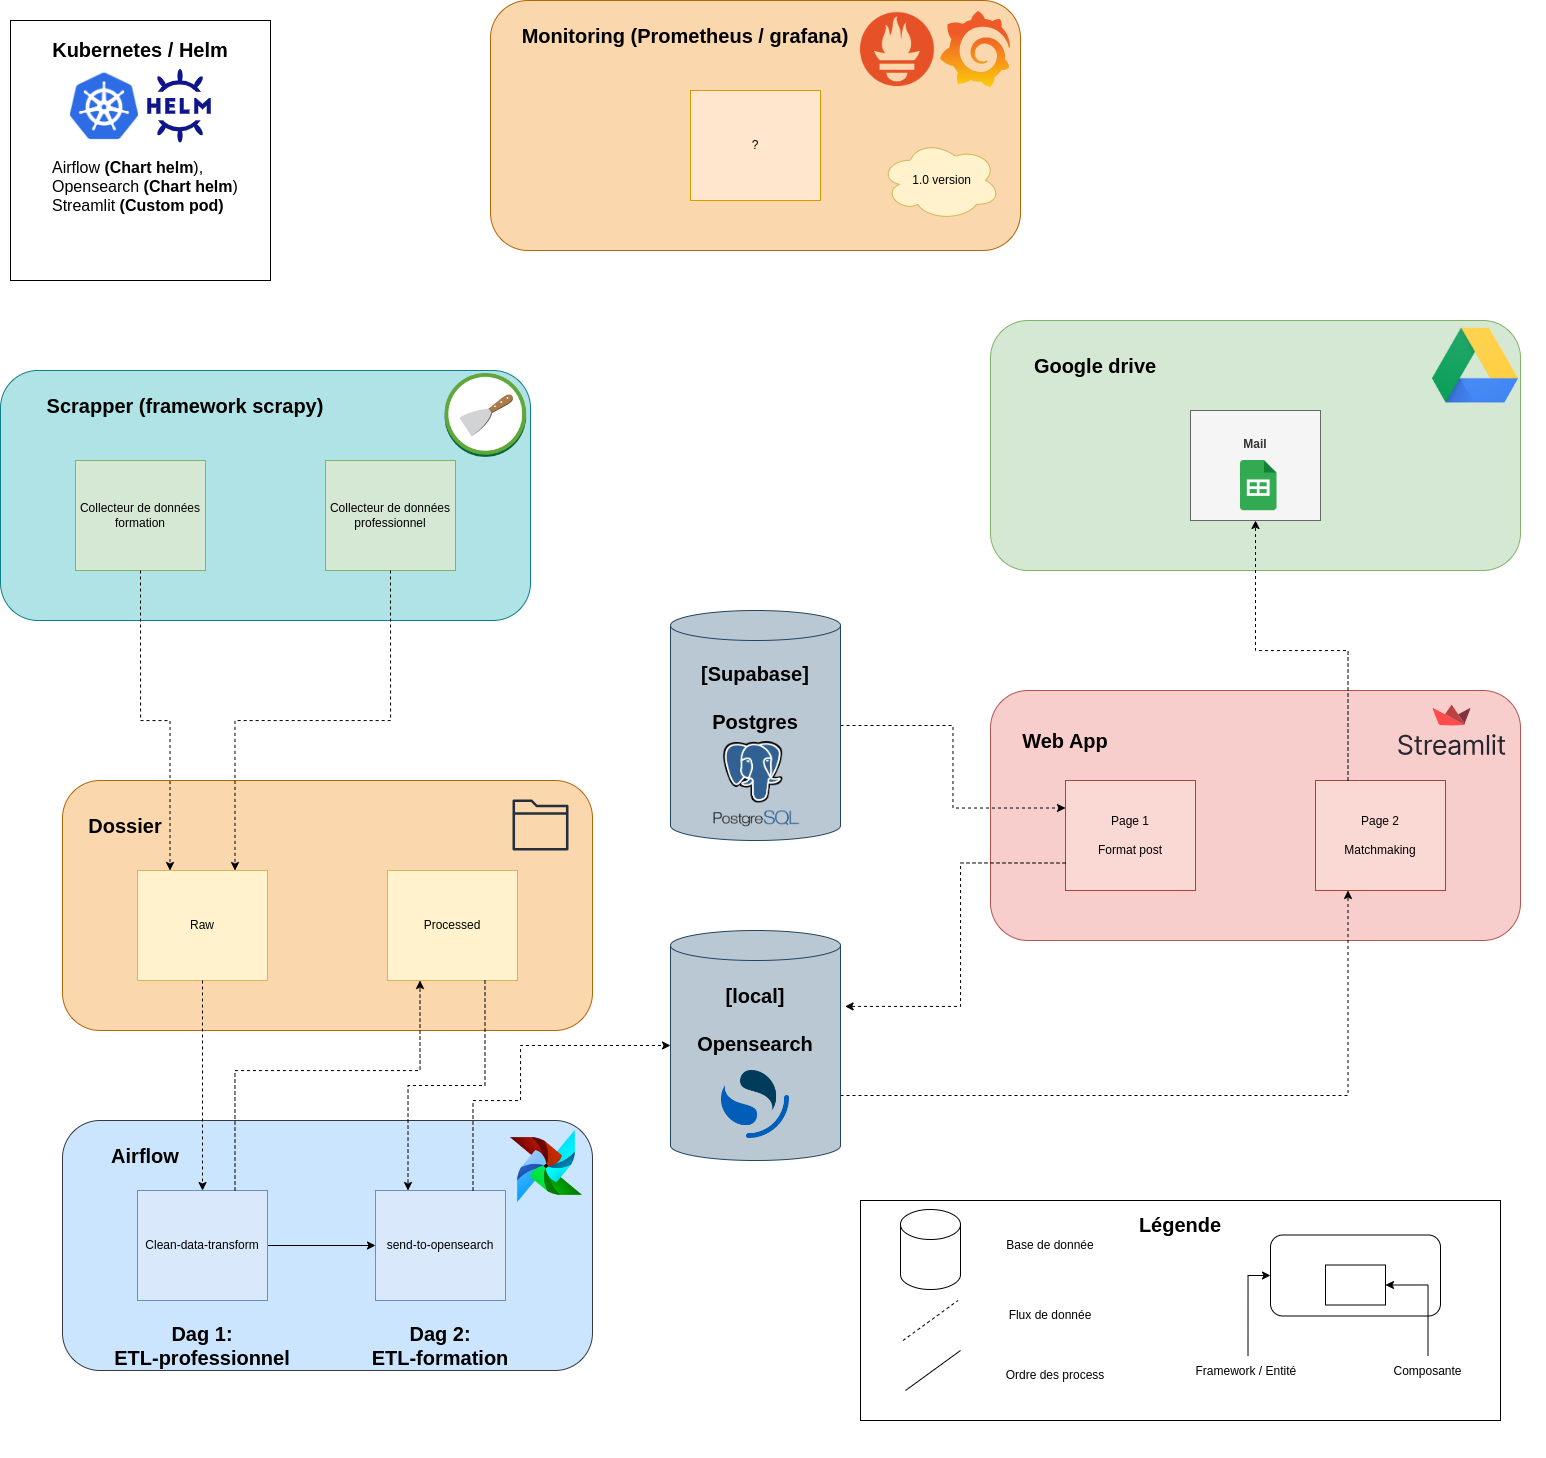 Kubernetes / Helm
HELM
Airflow (Chart helm),
Opensearch (Chart helm)
Streamlit (Custom pod)
Monitoring (Prometheus / grafana)
?
1.0 version
Scrapper (framework scrapy)
Collecteur de données
formation
Collecteur de données
professionnel
Google drive
Mail
[Supabase]
Postgres
PostgreSQL
Web App
Streamlit
Page 1
Format post
Page 2
Matchmaking
Dossier
Raw
Processed
[local]
Opensearch
Airflow
Clean-data-transform
send-to-opensearch
Dag 1:
ETL-professionnel
Dag 2:
ETL-formation
Légende
Base de donnée
Flux de donnée
Ordre des process
Framework / Entité
Composante